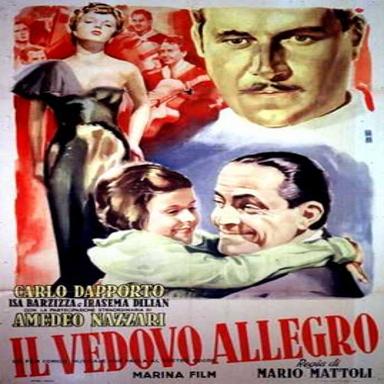 CARLO DAPPORTO
ISA BARZIZZA e IRASEMA DILIAN
CON LA PARTECIPAZIONE STRAORDINARIA DI
AMEDEO NAZZARI
IL VEDOVO ALLEGRO
Regia di
MARINA FILM
MARIO MATTOLI